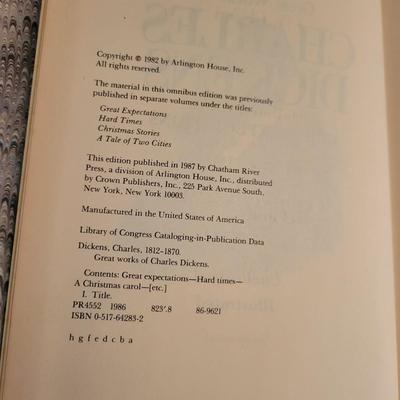 Copyright © 1982 by Arlington House, Inc.
All rights reserved.
The material in this omnibus edition was previously
published in separate volumes under the titles:
Great Expectations
Hard Times
Christmas Stories
A Tale of Two Cities
This edition published in 1987 by Chatham River
Press, a division of Arlington House, Inc., distributed
by Crown Publishers, Inc., 225 Park Avenue South,
New York, New York 10003.
Manufactured in the United States of America
Library of Congress Cataloging-in-Publication Data
Dickens, Charles, 1812–1870.
Great works of Charles Dickens.
Contents: Great expectations—Hard times—
A Christmas carol—[etc.]
I. Title.
PR4552 1986 823'.8 86-9621
ISBN 0-517-64283-2
h g f e d c b a